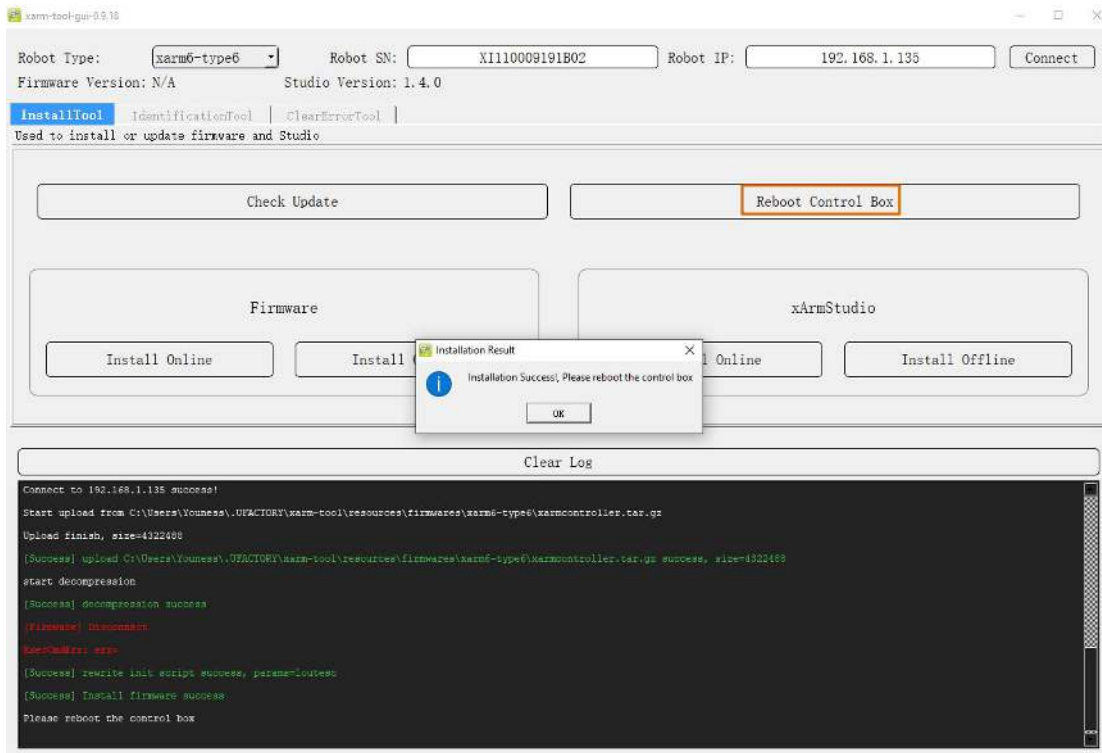 xarm-tool-gui-0.9.18
Robot Type: xarm6-type6 Robot SN: XI110009191B02 Robot IP: 192.168.1.135 Connect
Firmware Version: N/A Studio Version: 1.4.0
InstallTool IdentificationTool ClearErrorTool
Used to install or update firmware and Studio
Check Update Reboot Control Box
Firmware xArmStudio
Install Online Install Online Install Offline
Installation Result
Installation Success!, Please reboot the control box
OK
Clear Log
Connect to 192.168.1.135 success!
Start upload from C:\Users\Youness\.UFACTORY\xarm-tool\resources\firmwares\xarm6-type6\xarmcontroller.tar.gz
Upload finish, size=4322488
[Success] upload C:\Users\Youness\.UFACTORY\xarm-tool\resources\firmwares\xarm6-type6\xarmcontroller.tar.gz success, size=4322488
start decompression
[Success] decompression success
[Firmware] Disconnect
[Success] rewrite init script success, params=loutest
[Success] Install firmware success
Please reboot the control box